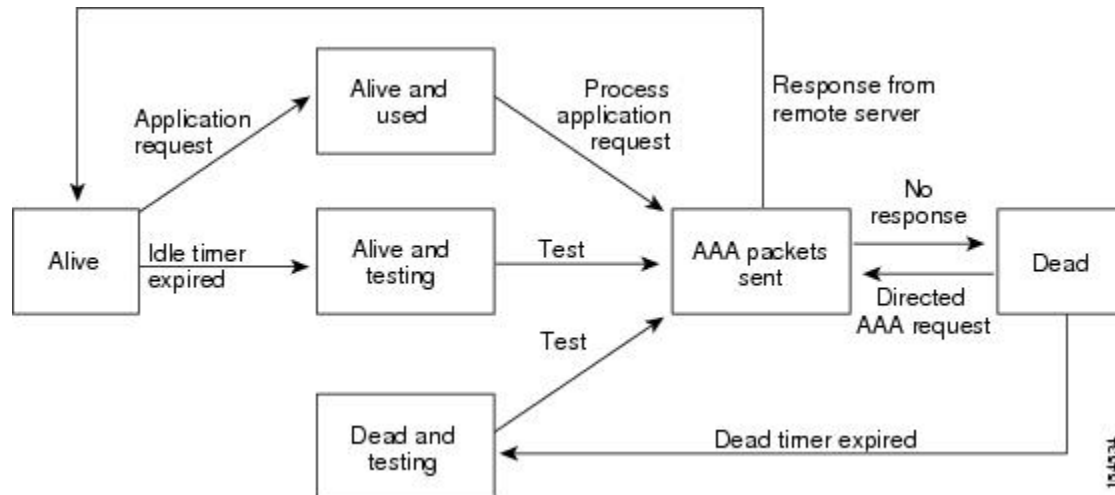 Alive and
used
Process
application
request
Response from
remote server
Application
request
No
response
Alive
Idle timer
expired
Alive and
testing
Test
AAA packets
sent
Dead
Directed
AAA request
Test
Dead and
testing
Dead timer expired